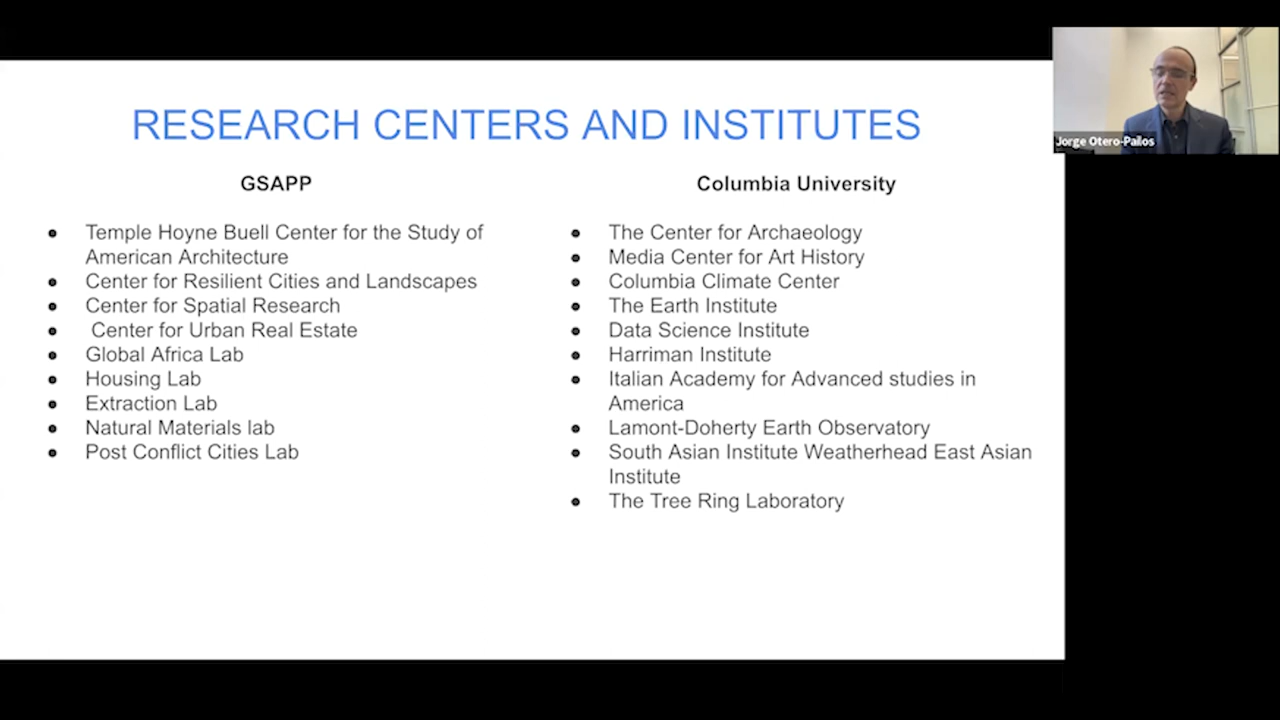 RESEARCH CENTERS AND INSTITUTES
GSAPP
Temple Hoyne Buell Center for the Study of
American Architecture
Center for Resilient Cities and Landscapes
Center for Spatial Research
Center for Urban Real Estate
Global Africa Lab
Housing Lab
Extraction Lab
Natural Materials lab
Post Conflict Cities Lab
Columbia University
The Center for Archaeology
Media Center for Art History
Columbia Climate Center
The Earth Institute
Data Science Institute
Harriman Institute
Italian Academy for Advanced studies in
America
Lamont-Doherty Earth Observatory
South Asian Institute Weatherhead East Asian
Institute
The Tree Ring Laboratory
Jorge Otero-Pailos